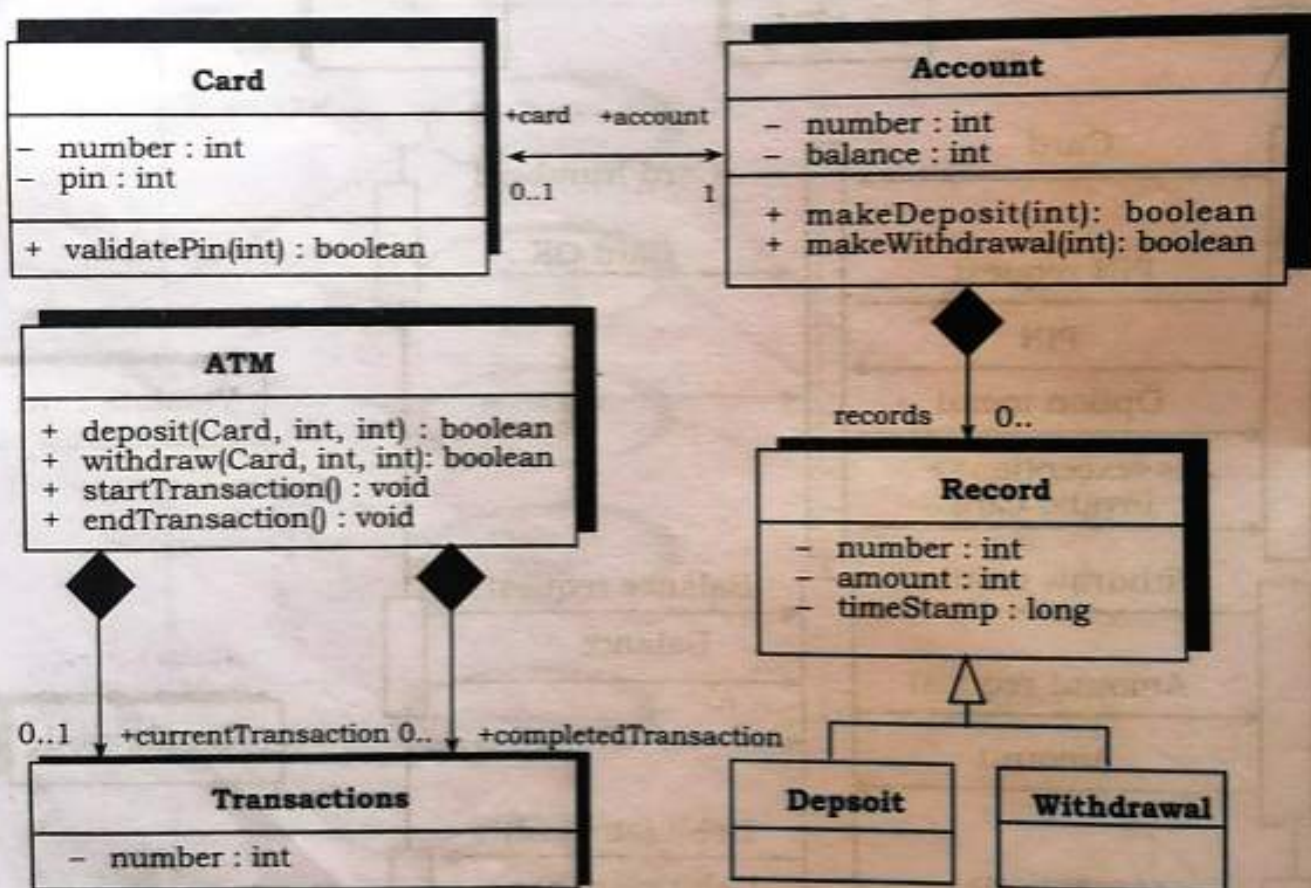 Card
– number : int
– pin : int
+ validatePin(int) : boolean
+card +account
0..1 1
Account
– number : int
– balance : int
+ makeDeposit(int): boolean
+ makeWithdrawal(int): boolean
ATM
+ deposit(Card, int, int) : boolean
+ withdraw(Card, int, int): boolean
+ startTransaction() : void
+ endTransaction() : void
records 0..
Record
– number : int
– amount : int
– timeStamp : long
0..1 +currentTransaction 0.. +completedTransaction
Transactions
– number : int
Depsoit
Withdrawal